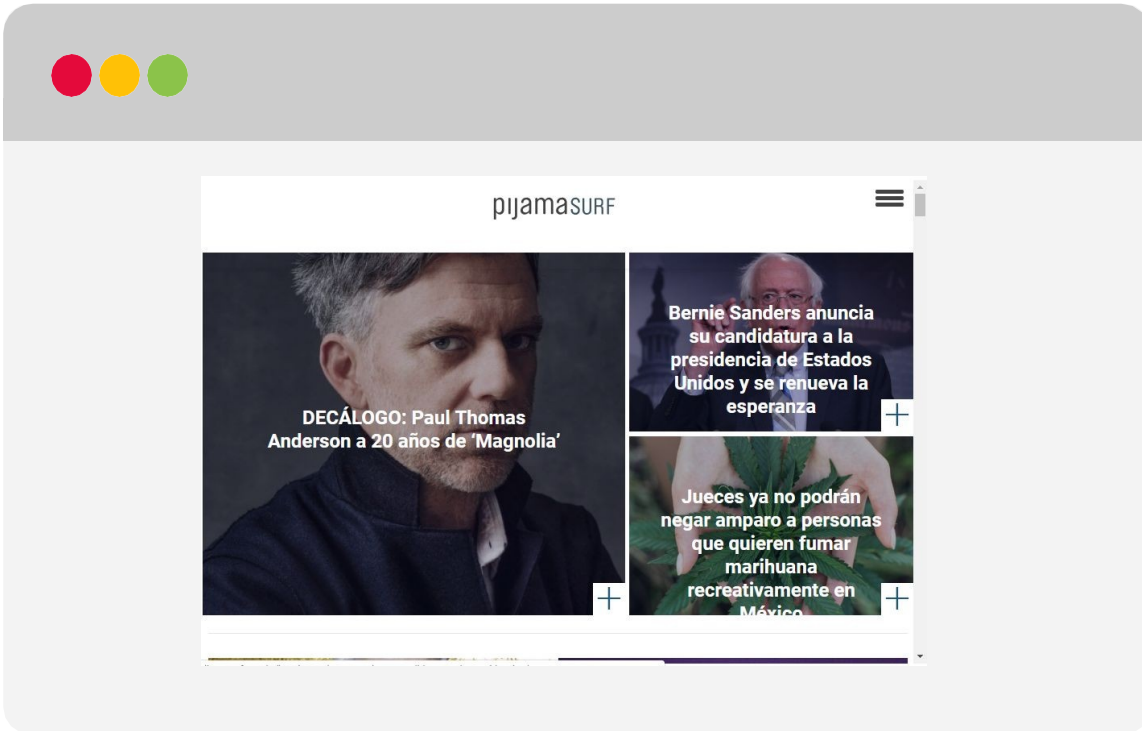 pijamaSURF
DECÁLOGO: Paul Thomas
Anderson a 20 años de ‘Magnolia’
Bernie Sanders anuncia
su candidatura a la
presidencia de Estados
Unidos y se renueva la
esperanza
Jueces ya no podrán
negar amparo a personas
que quieren fumar
marihuana
recreativamente en
México